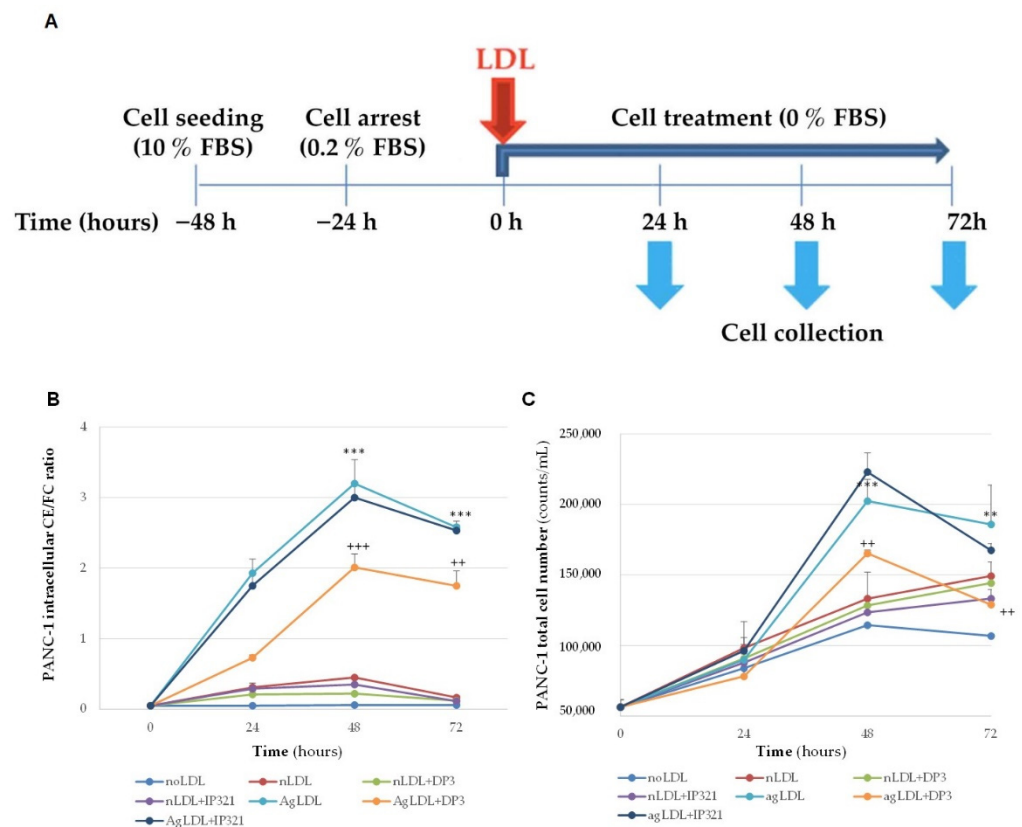 A
LDL
Cell seeding
(10 % FBS)
Cell arrest
(0.2 % FBS)
Cell treatment (0 % FBS)
Time (hours)
−48 h
−24 h
0 h
24 h
48 h
72h
Cell collection
B
PANC-1 intracellular CE/FC ratio
4
3
2
1
0
***
***
+++
++
0
24
48
72
Time (hours)
noLDL
nLDL
nLDL+DP3
nLDL+IP321
AgLDL
AgLDL+DP3
AgLDL+IP321
C
PANC-1 total cell number (counts/mL)
250,000
200,000
150,000
100,000
50,000
***
**
++
++
0
24
48
72
Time (hours)
noLDL
nLDL
nLDL+DP3
nLDL+IP321
agLDL
agLDL+DP3
agLDL+IP321